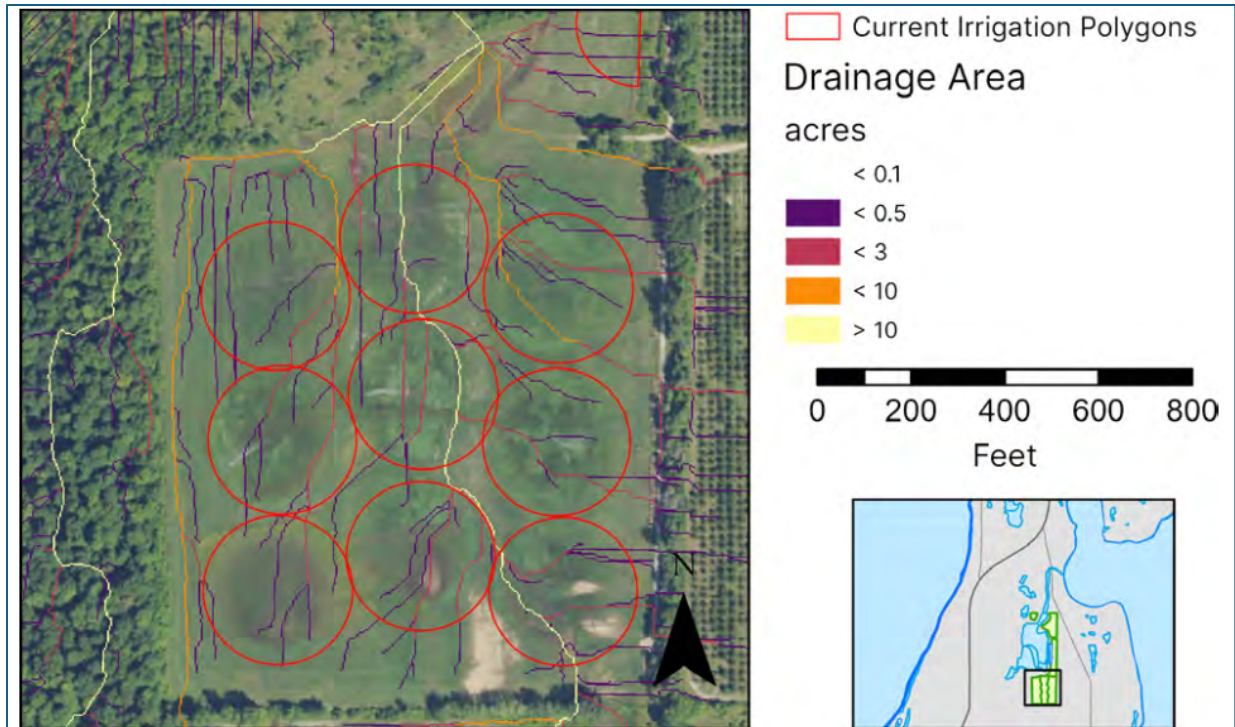 Current Irrigation Polygons
Drainage Area
acres
< 0.1
< 0.5
< 3
< 10
> 10
0 200 400 600 800
Feet
N